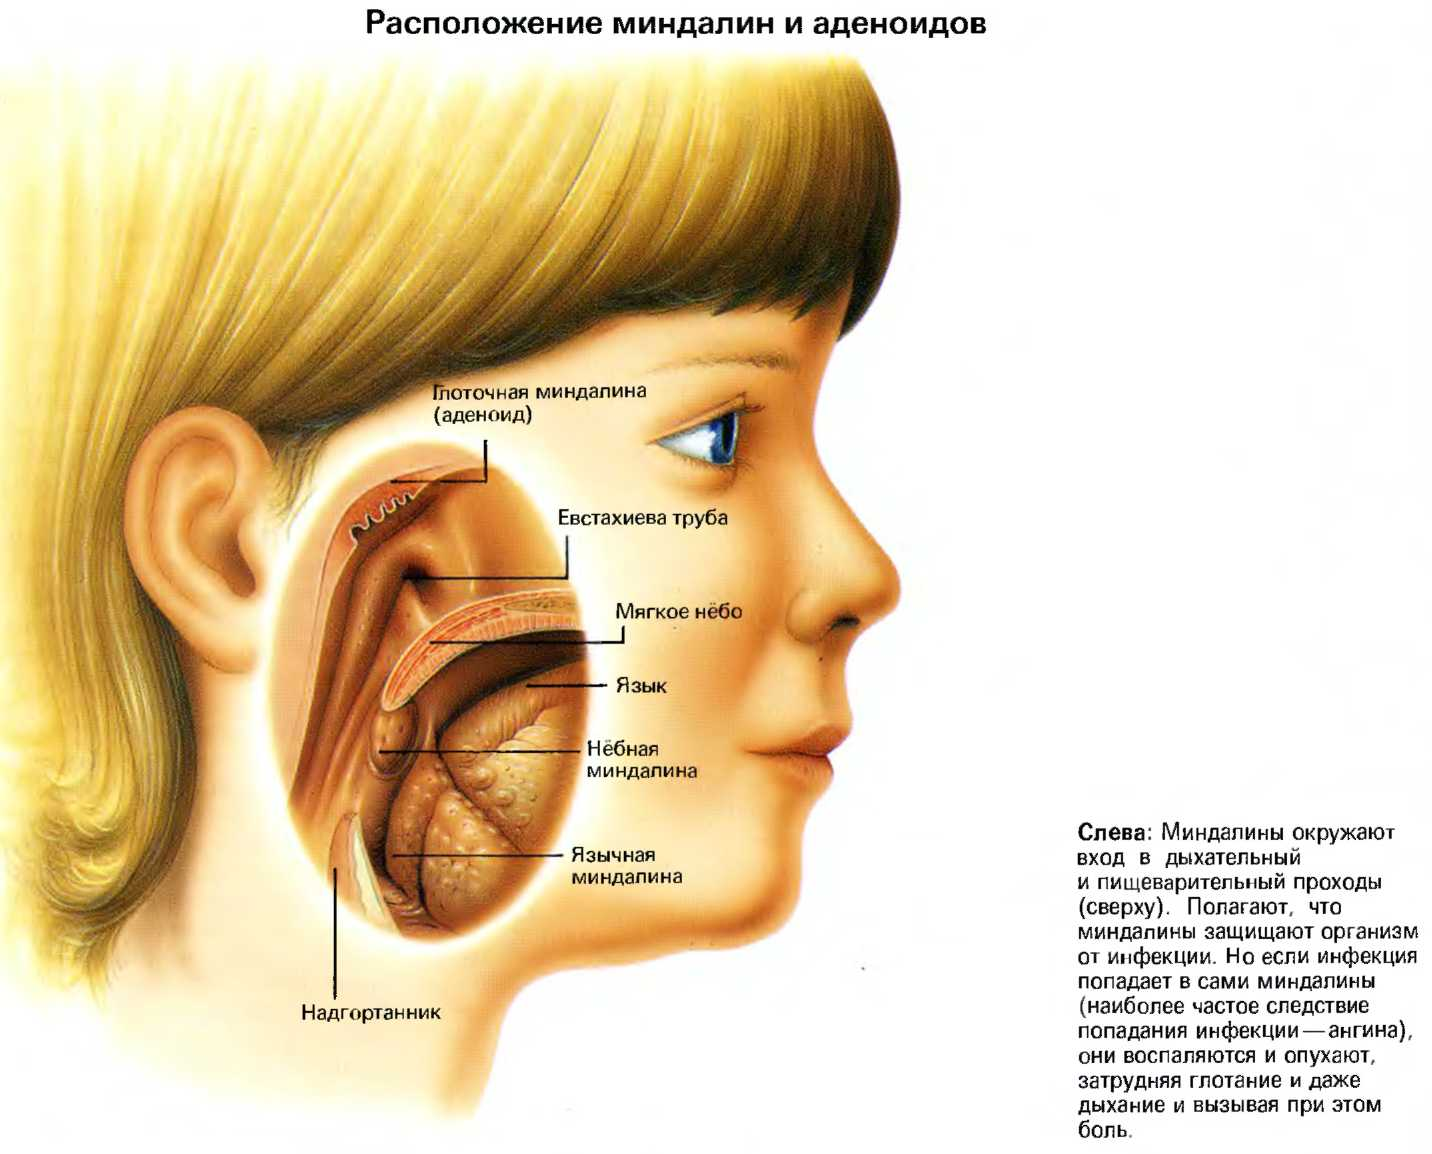 Расположение миндалин и аденоидов
Глоточная миндалина
(аденоид)
Евстахиева труба
Мягкое нёбо
Язык
Нёбная
миндалина
Язычная
миндалина
Надгортанник
Слева: Миндалины окружают
вход в дыхательный
и пищеварительный проходы
(сверху). Полагают, что
миндалины защищают организм
от инфекции. Но если инфекция
попадает в сами миндалины
(наиболее частое следствие
попадания инфекции—ангина),
они воспаляются и опухают,
затрудняя глотание и даже
дыхание и вызывая при этом
боль.